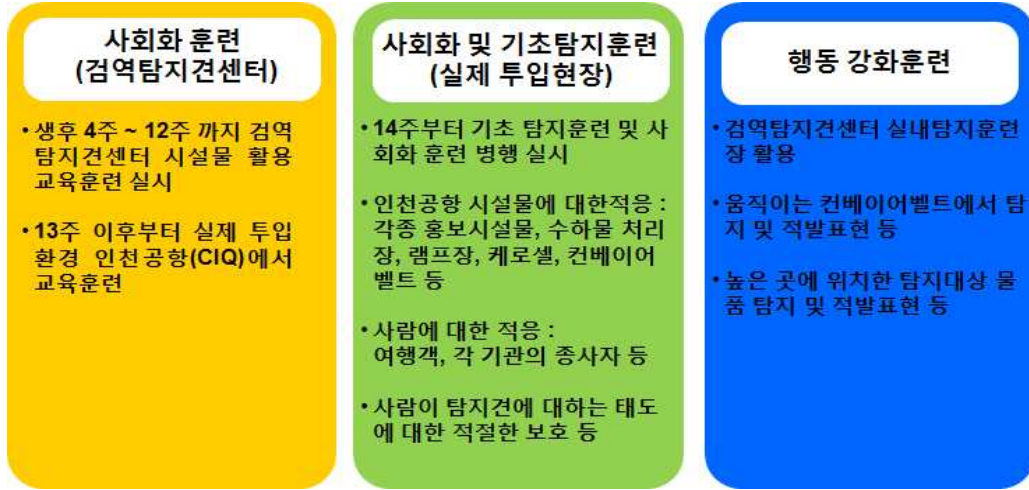 사회화 훈련
(검역탐지견센터)
• 생후 4주 ~ 12주 까지 검역
탐지견센터 시설물 활용
교육훈련 실시
• 13주 이후부터 실제 투입
환경 인천공항(CIQ)에서
교육훈련
사회화 및 기초탐지훈련
(실제 투입현장)
• 14주부터 기초 탐지훈련 및 사
회화 훈련 병행 실시
• 인천공항 시설물에 대한적응 :
각종 홍보시설물, 수하물 처리
장, 램프장, 케로셀, 컨베이어
벨트 등
• 사람에 대한 적응 :
여행객, 각 기관의 종사자 등
• 사람이 탐지견에 대하는 태도
에 대한 적절한 보호 등
행동 강화훈련
• 검역탐지견센터 실내탐지훈련
장 활용
• 움직이는 컨베이어벨트에서 탐
지 및 적발표현 등
• 높은 곳에 위치한 탐지대상 물
품 탐지 및 적발표현 등